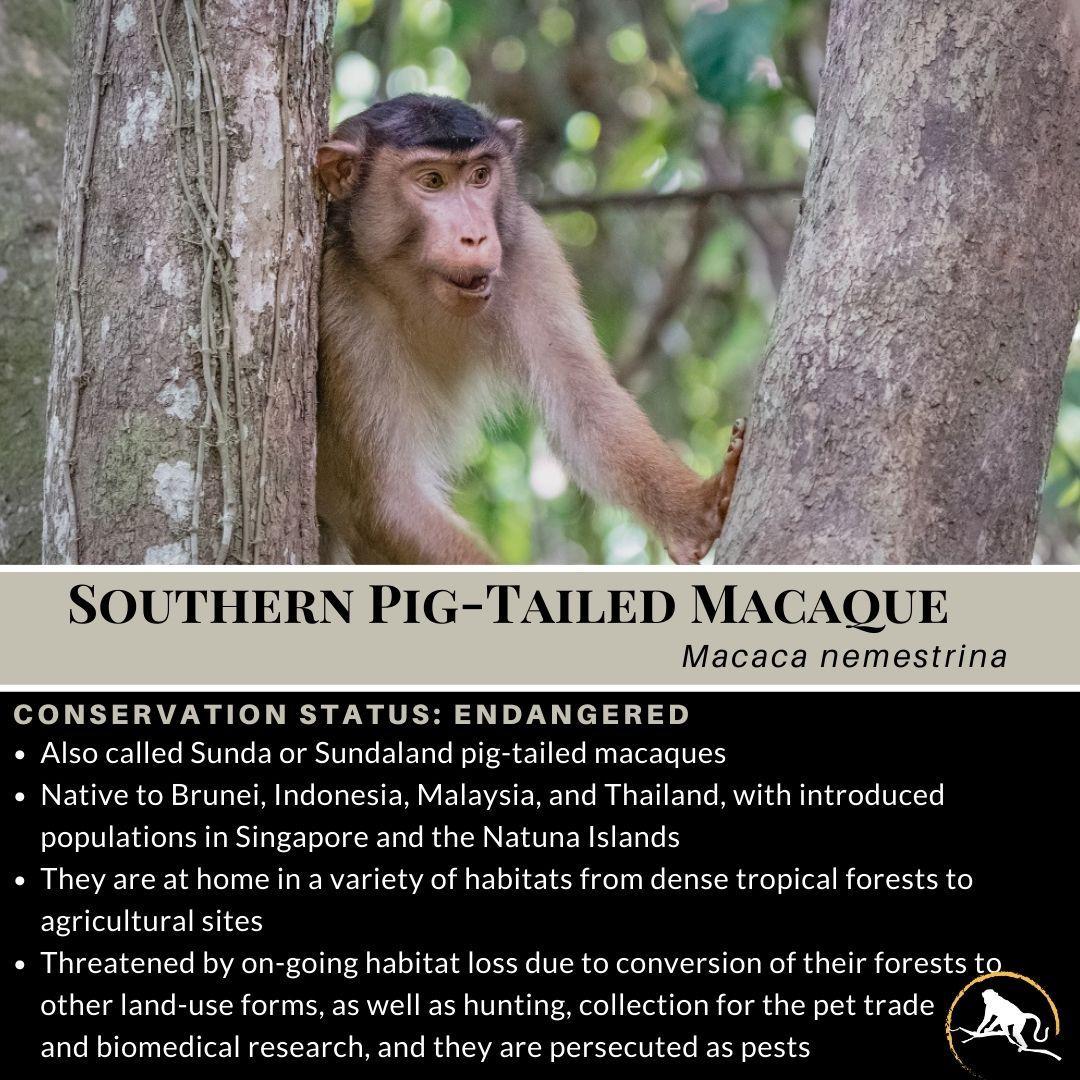 Southern Pig-Tailed Macaque
Macaca nemestrina
CONSERVATION STATUS: ENDANGERED
• Also called Sunda or Sundaland pig-tailed macaques
• Native to Brunei, Indonesia, Malaysia, and Thailand, with introduced
populations in Singapore and the Natuna Islands
• They are at home in a variety of habitats from dense tropical forests to
agricultural sites
• Threatened by on-going habitat loss due to conversion of their forests to
other land-use forms, as well as hunting, collection for the pet trade
and biomedical research, and they are persecuted as pests